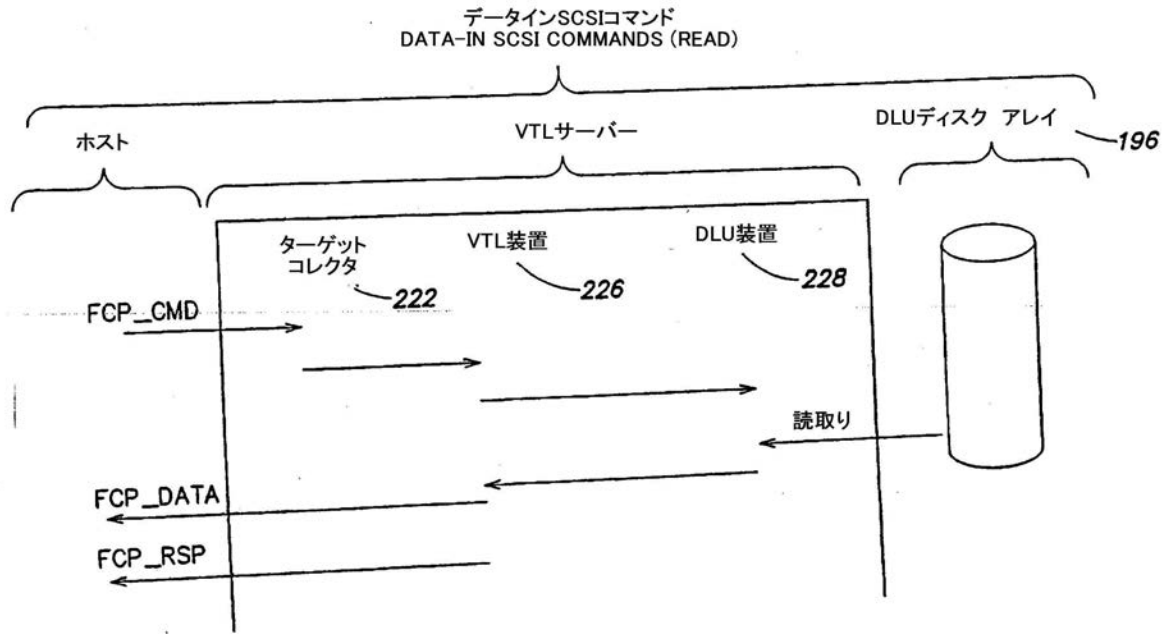 データインSCSIコマンド
DATA-IN SCSI COMMANDS (READ)
ホスト
VTLサーバー
DLUディスク アレイ
196
ターゲット
コレクタ
222
VTL装置
226
DLU装置
228
FCP_CMD
読取り
FCP_DATA
FCP_RSP